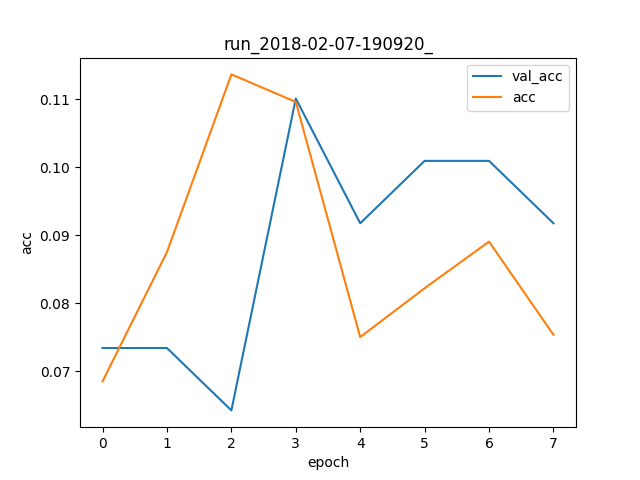 run_2018-02-07-190920_
val_acc
acc
acc
0.11
0.10
0.09
0.08
0.07
0 1 2 3 4 5 6 7
epoch